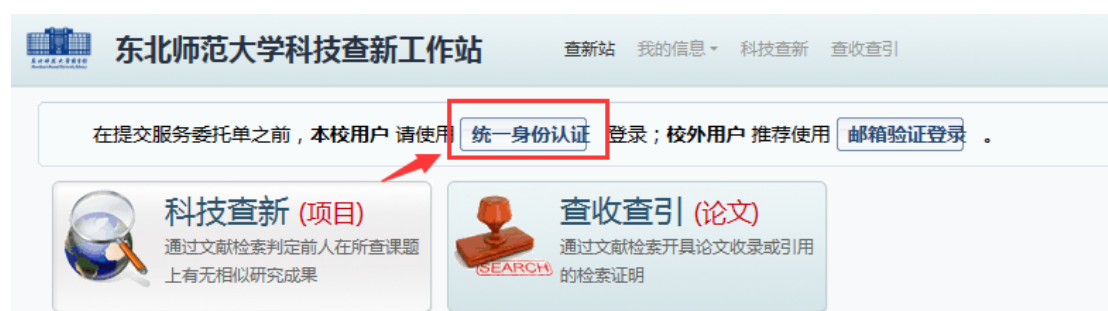 东北师范大学科技查新工作站
查新站 我的信息 科技查新 查收查引
在提交服务委托单之前，本校用户 请使用 统一身份认证 登录；校外用户 推荐使用 邮箱验证登录 。
科技查新 (项目)
通过文献检索判定前人在所查课题
上有无相似研究成果
SEARCH
查收查引 (论文)
通过文献检索开具论文收录或引用
的检索证明